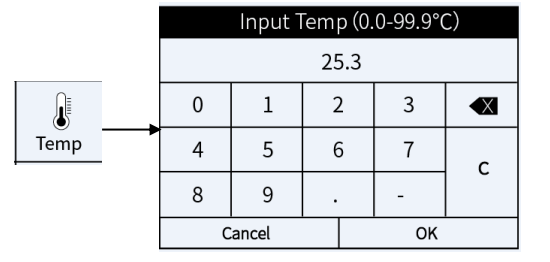 Input Temp (0.0-99.9°C)
25.3
0 1 2 3 X
Temp
4 5 6 7 C
8 9 . -
Cancel OK